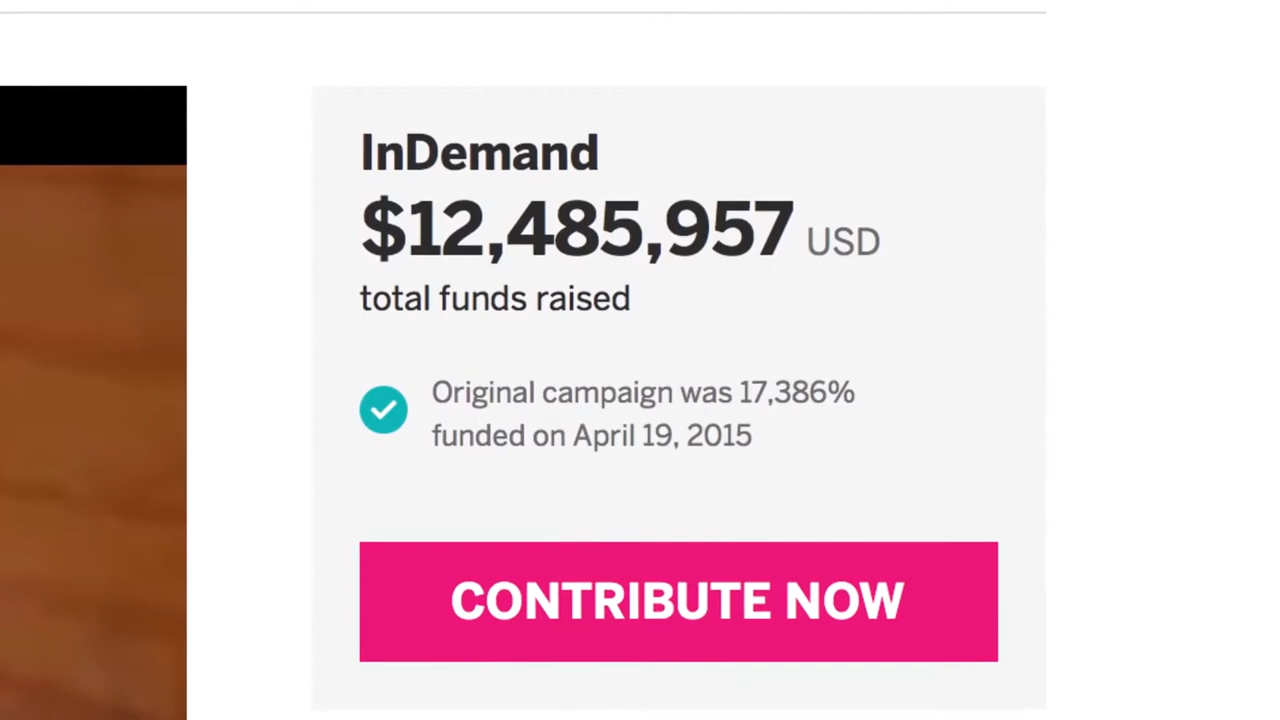 InDemand
$12,485,957 USD
total funds raised
Original campaign was 17,386%
funded on April 19, 2015
CONTRIBUTE NOW